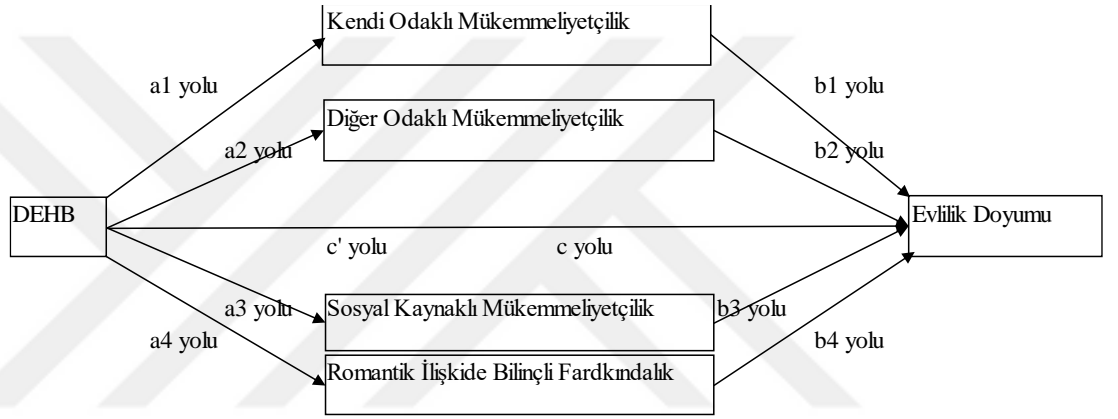 Kendi Odaklı Mükemmeliyetçilik
a1 yolu
b1 yolu
Diğer Odaklı Mükemmeliyetçilik
a2 yolu
b2 yolu
DEHB
Evlilik Doyumu
c' yolu
c yolu
a3 yolu
Sosyal Kaynaklı Mükemmeliyetçilik
b3 yolu
a4 yolu
b4 yolu
Romantik İlişkide Bilinçli Fardkındalık